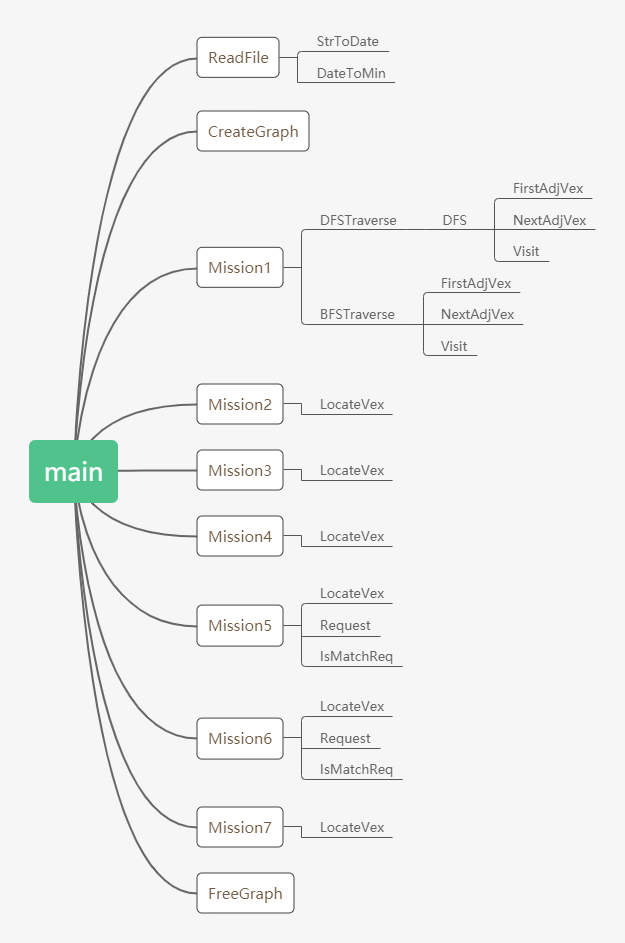 main
ReadFile
StrToDate
DateToMin
CreateGraph
Mission1
DFSTraverse
DFS
FirstAdjVex
NextAdjVex
Visit
BFSTraverse
FirstAdjVex
NextAdjVex
Visit
Mission2
LocateVex
Mission3
LocateVex
Mission4
LocateVex
Mission5
LocateVex
Request
IsMatchReq
Mission6
LocateVex
Request
IsMatchReq
Mission7
LocateVex
FreeGraph